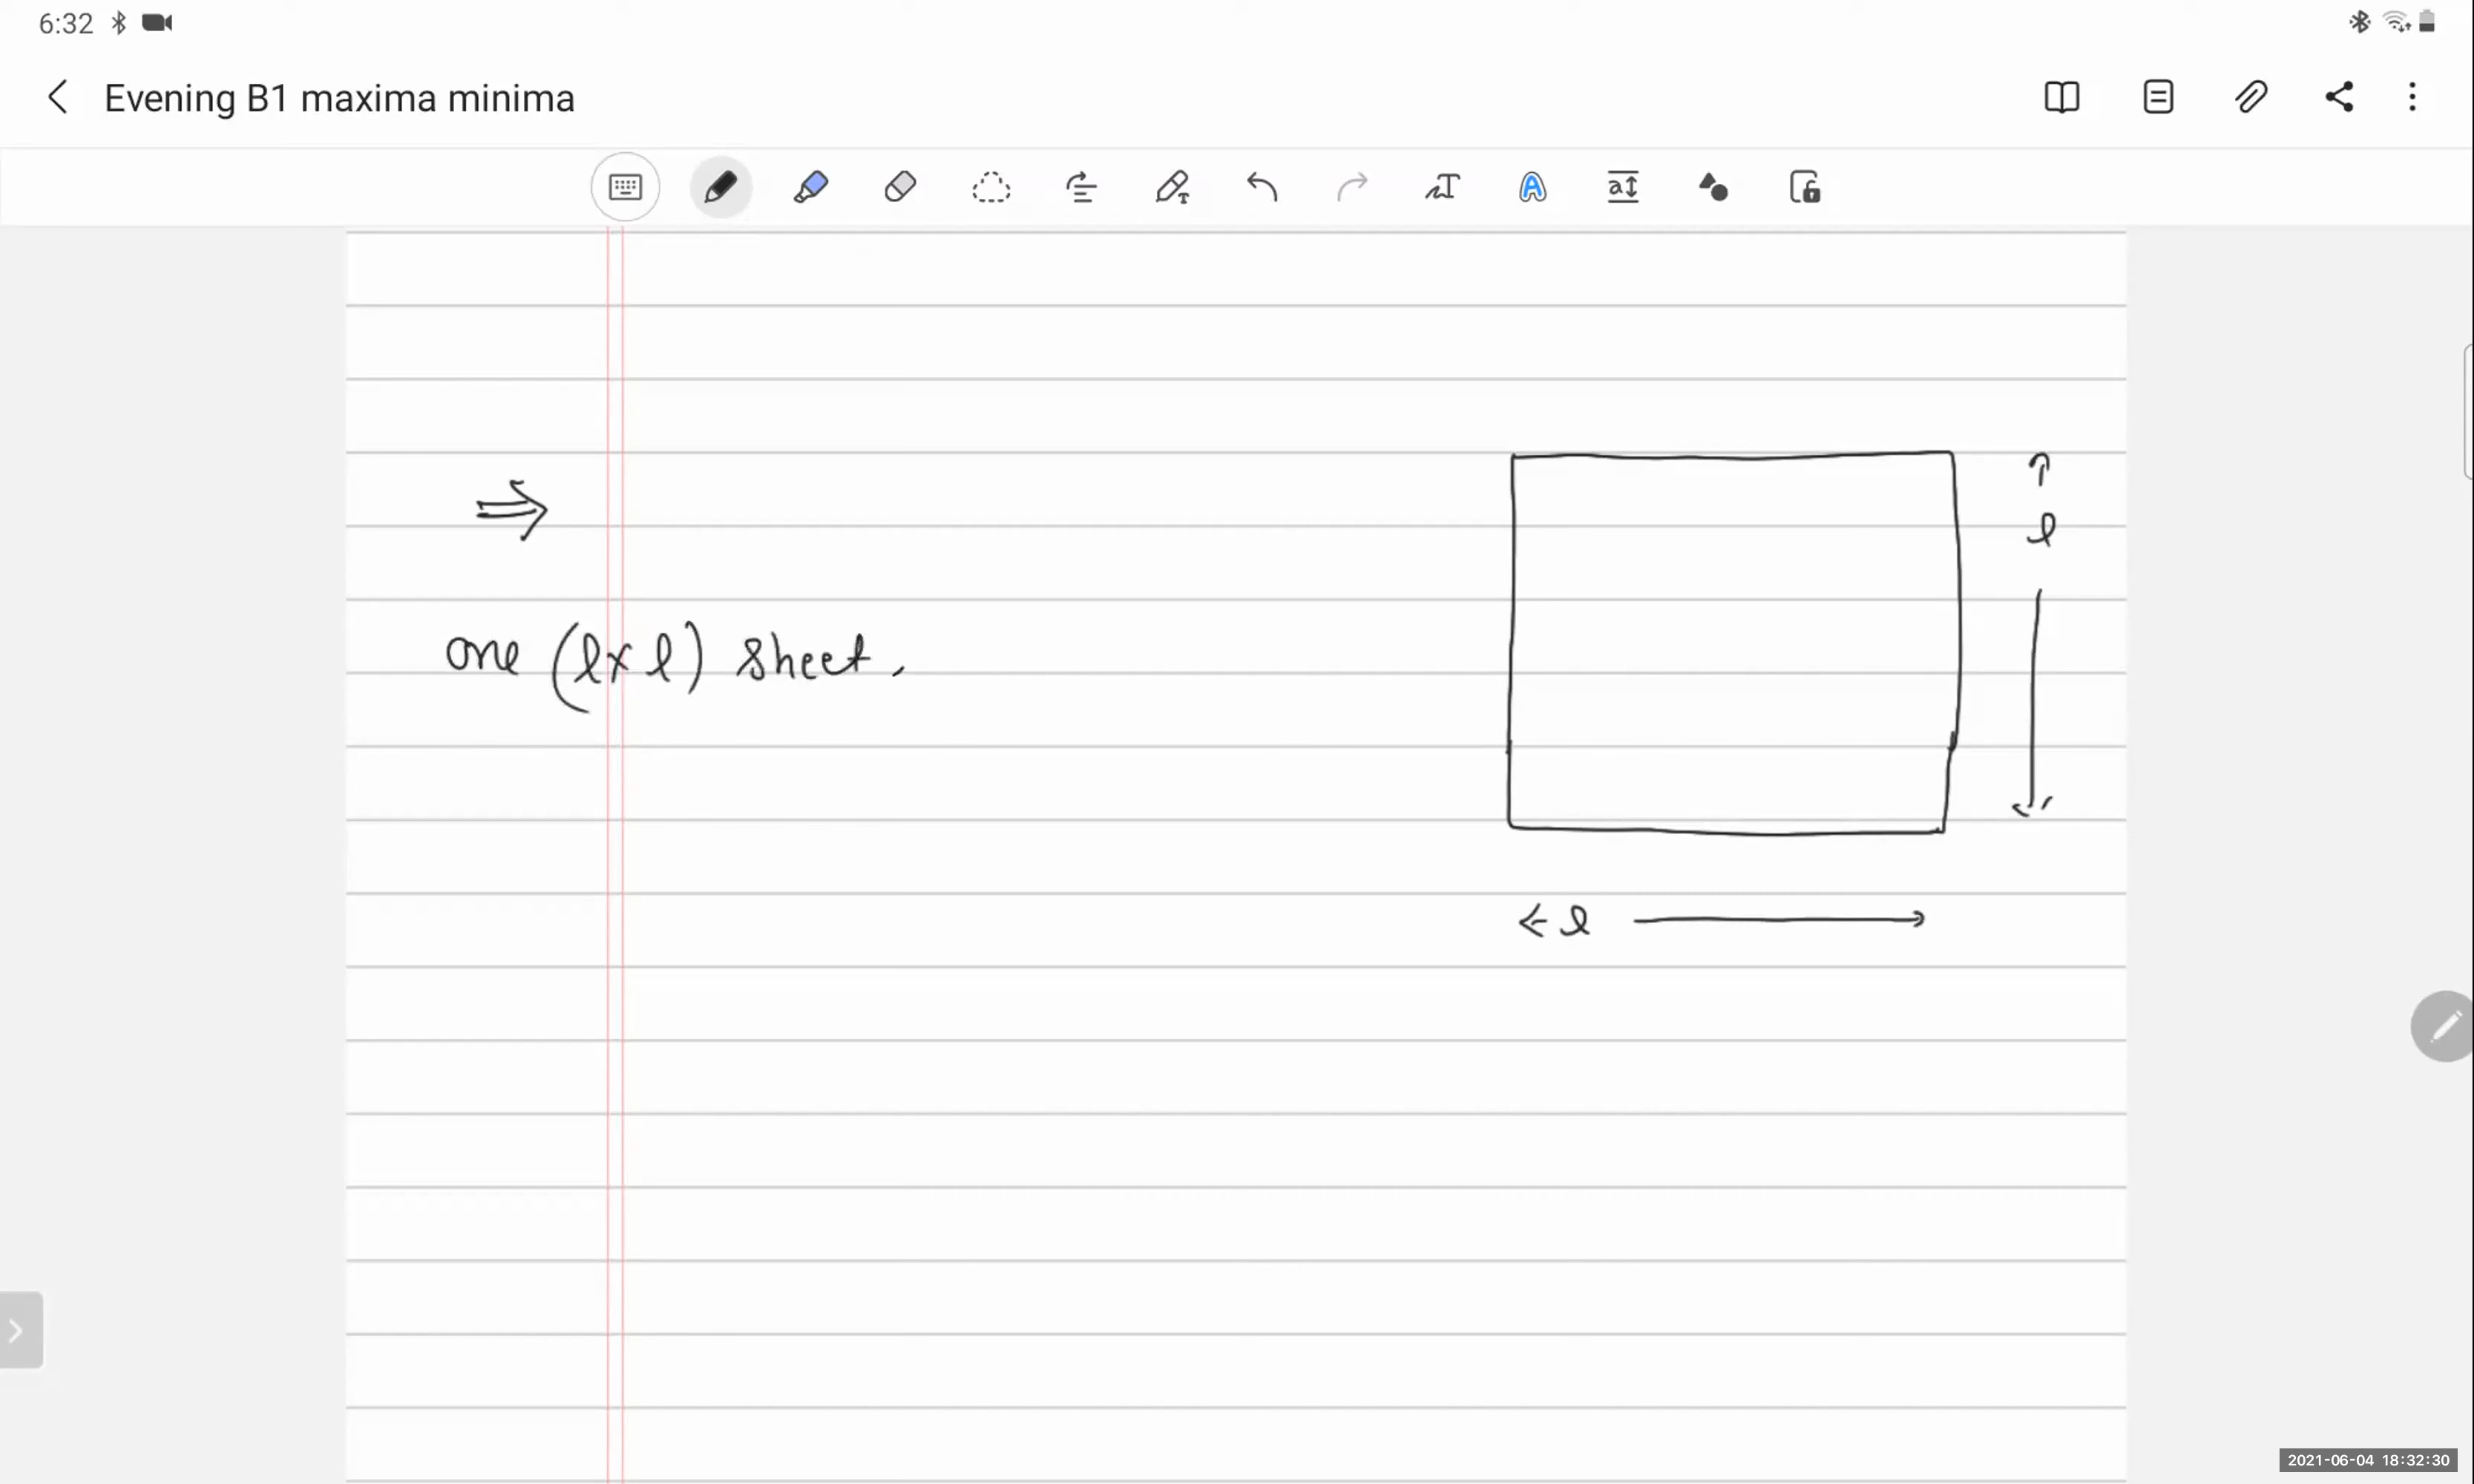 6:32
Evening B1 maxima minima
⇒
one (l×l) sheet.
l
l
2021-06-04 18:32:30